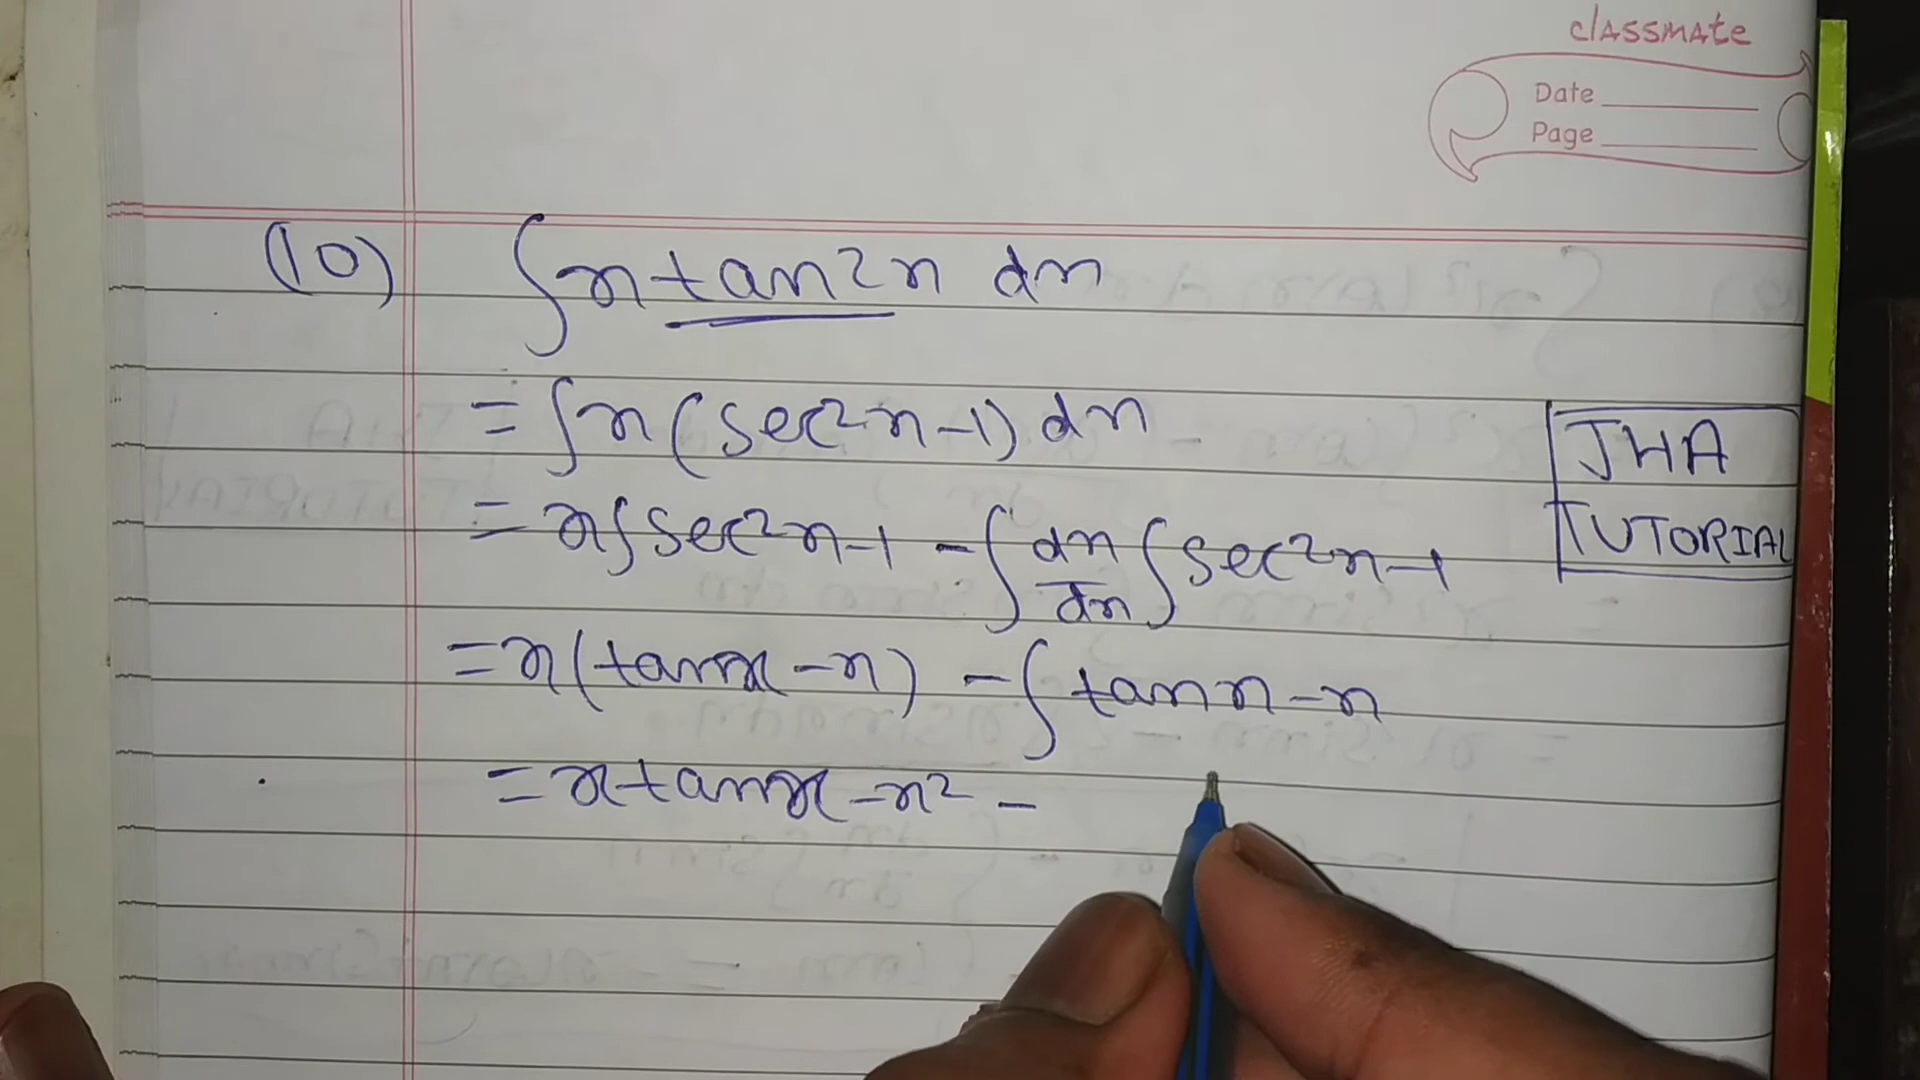 classmate
Date
Page
(10) ∫x tan²x dx
= ∫x(sec²x-1)dx
JHA
= x∫sec²x-1 - ∫dx/dx ∫sec²x-1
TUTORIAL
= x(tanx-x) - ∫tanx-x
= xtanx-x² -